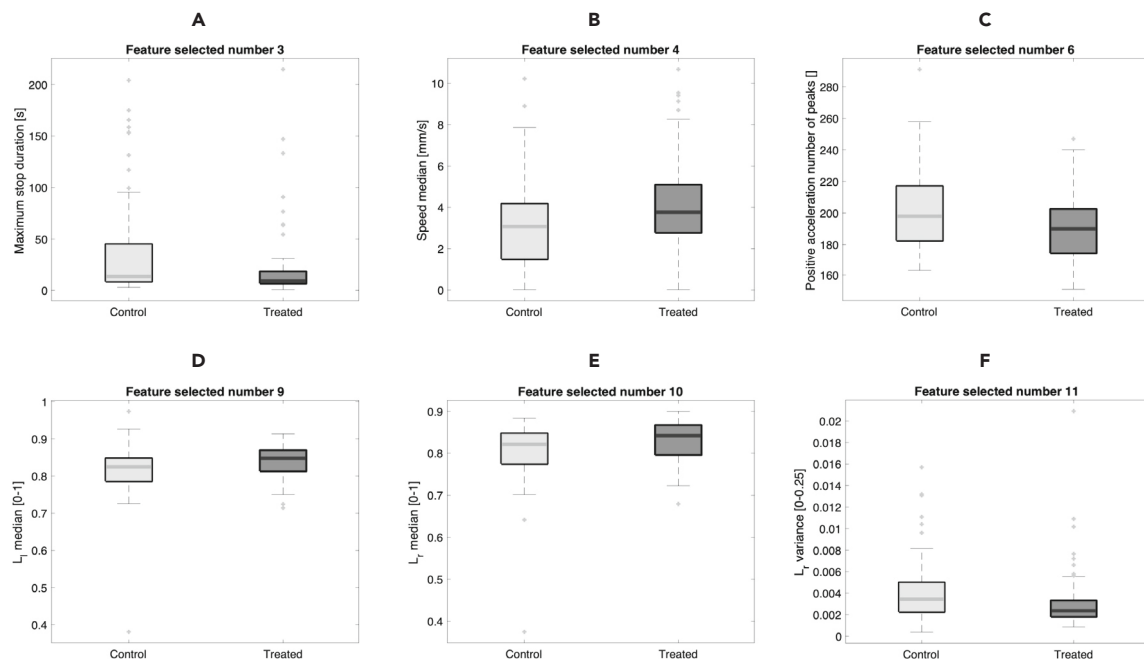 A
Feature selected number 3
Maximum stop duration [s]
200
150
100
50
0
Control
Treated
B
Feature selected number 4
Speed median [mm/s]
10
8
6
4
2
0
Control
Treated
C
Feature selected number 6
Positive acceleration number of peaks []
280
260
240
220
200
180
160
Control
Treated
D
Feature selected number 9
L_l median [0-1]
1
0.9
0.8
0.7
0.6
0.5
0.4
Control
Treated
E
Feature selected number 10
L_r median [0-1]
0.9
0.8
0.7
0.6
0.5
0.4
Control
Treated
F
Feature selected number 11
L_r variance [0-0.25]
0.02
0.018
0.016
0.014
0.012
0.01
0.008
0.006
0.004
0.002
0
Control
Treated